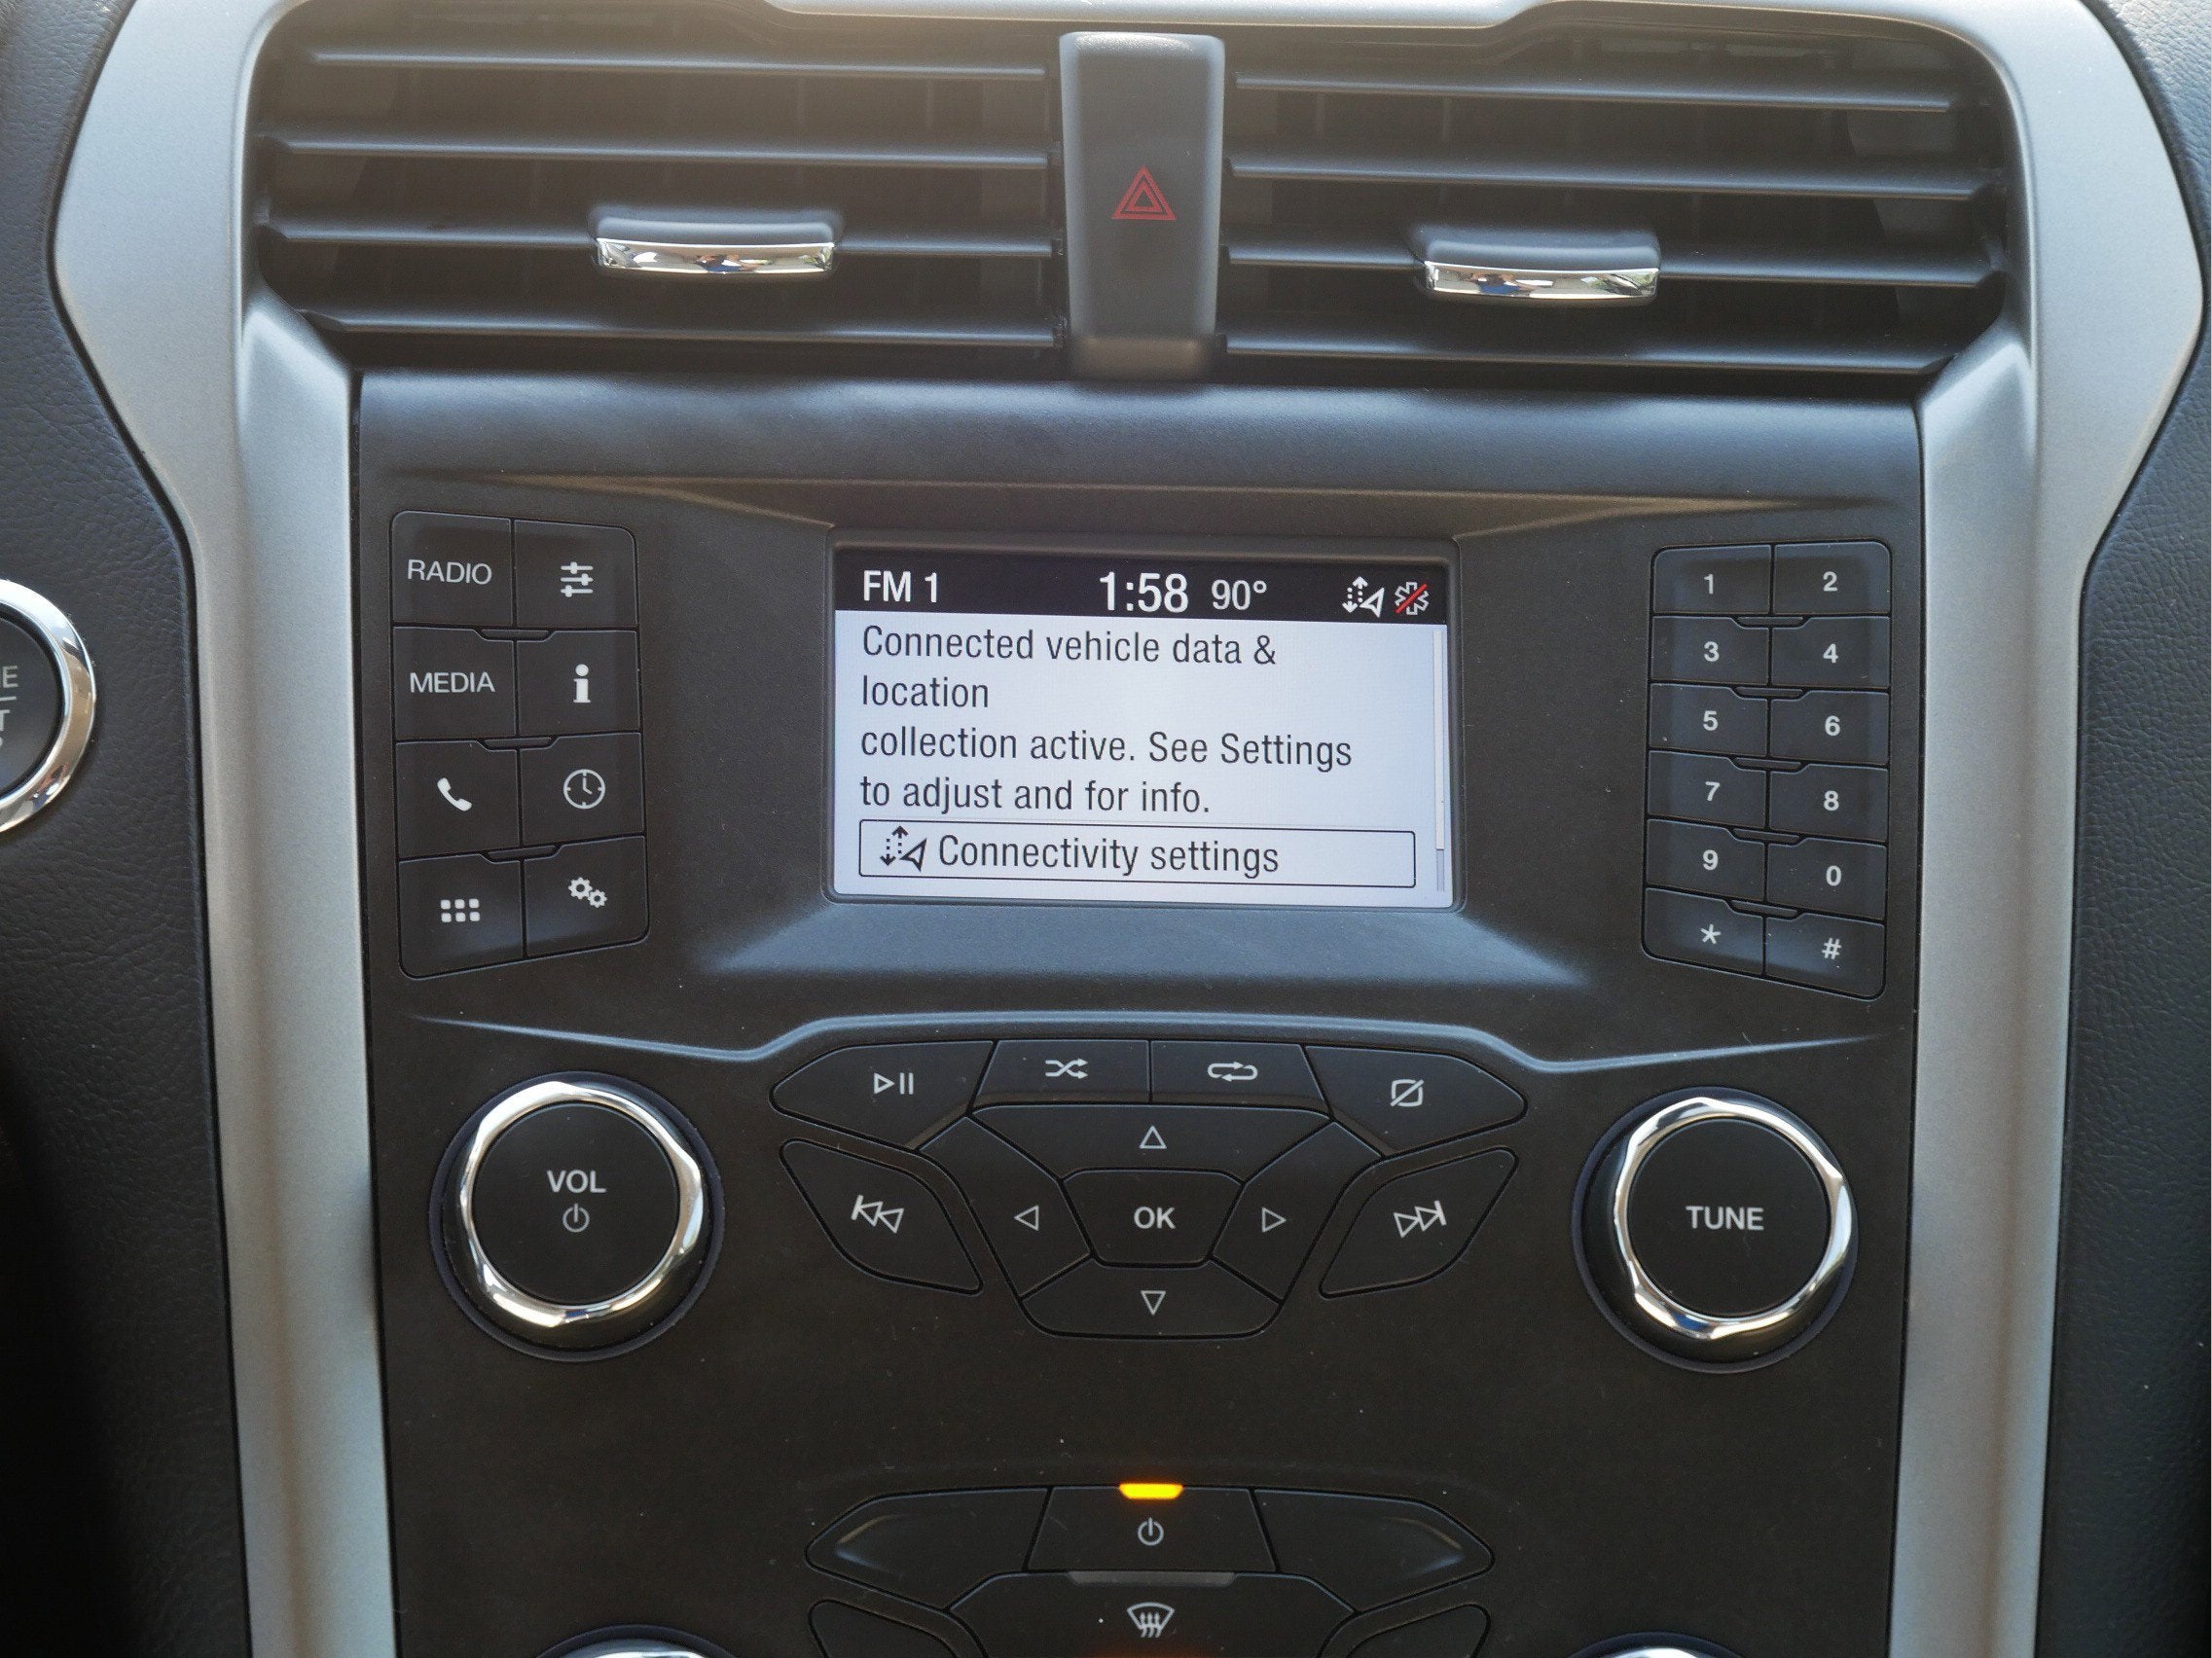 RADIO
MEDIA
FM 1 1:58 90°
Connected vehicle data &
location
collection active. See Settings
to adjust and for info.
Connectivity settings
1 2
3 4
5 6
7 8
9 0
* #
VOL
OK
TUNE